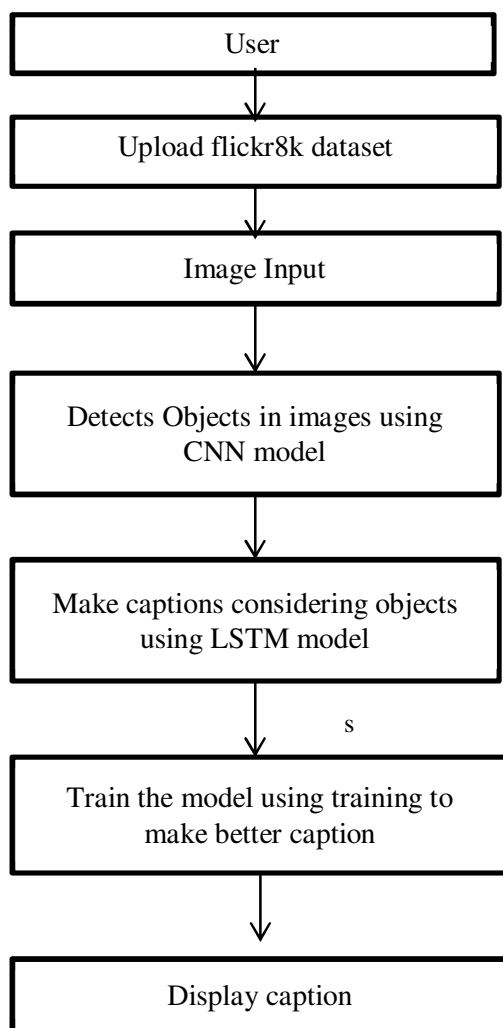 User
Upload flickr8k dataset
Image Input
Detects Objects in images using
CNN model
Make captions considering objects
using LSTM model
s
Train the model using training to
make better caption
Display caption